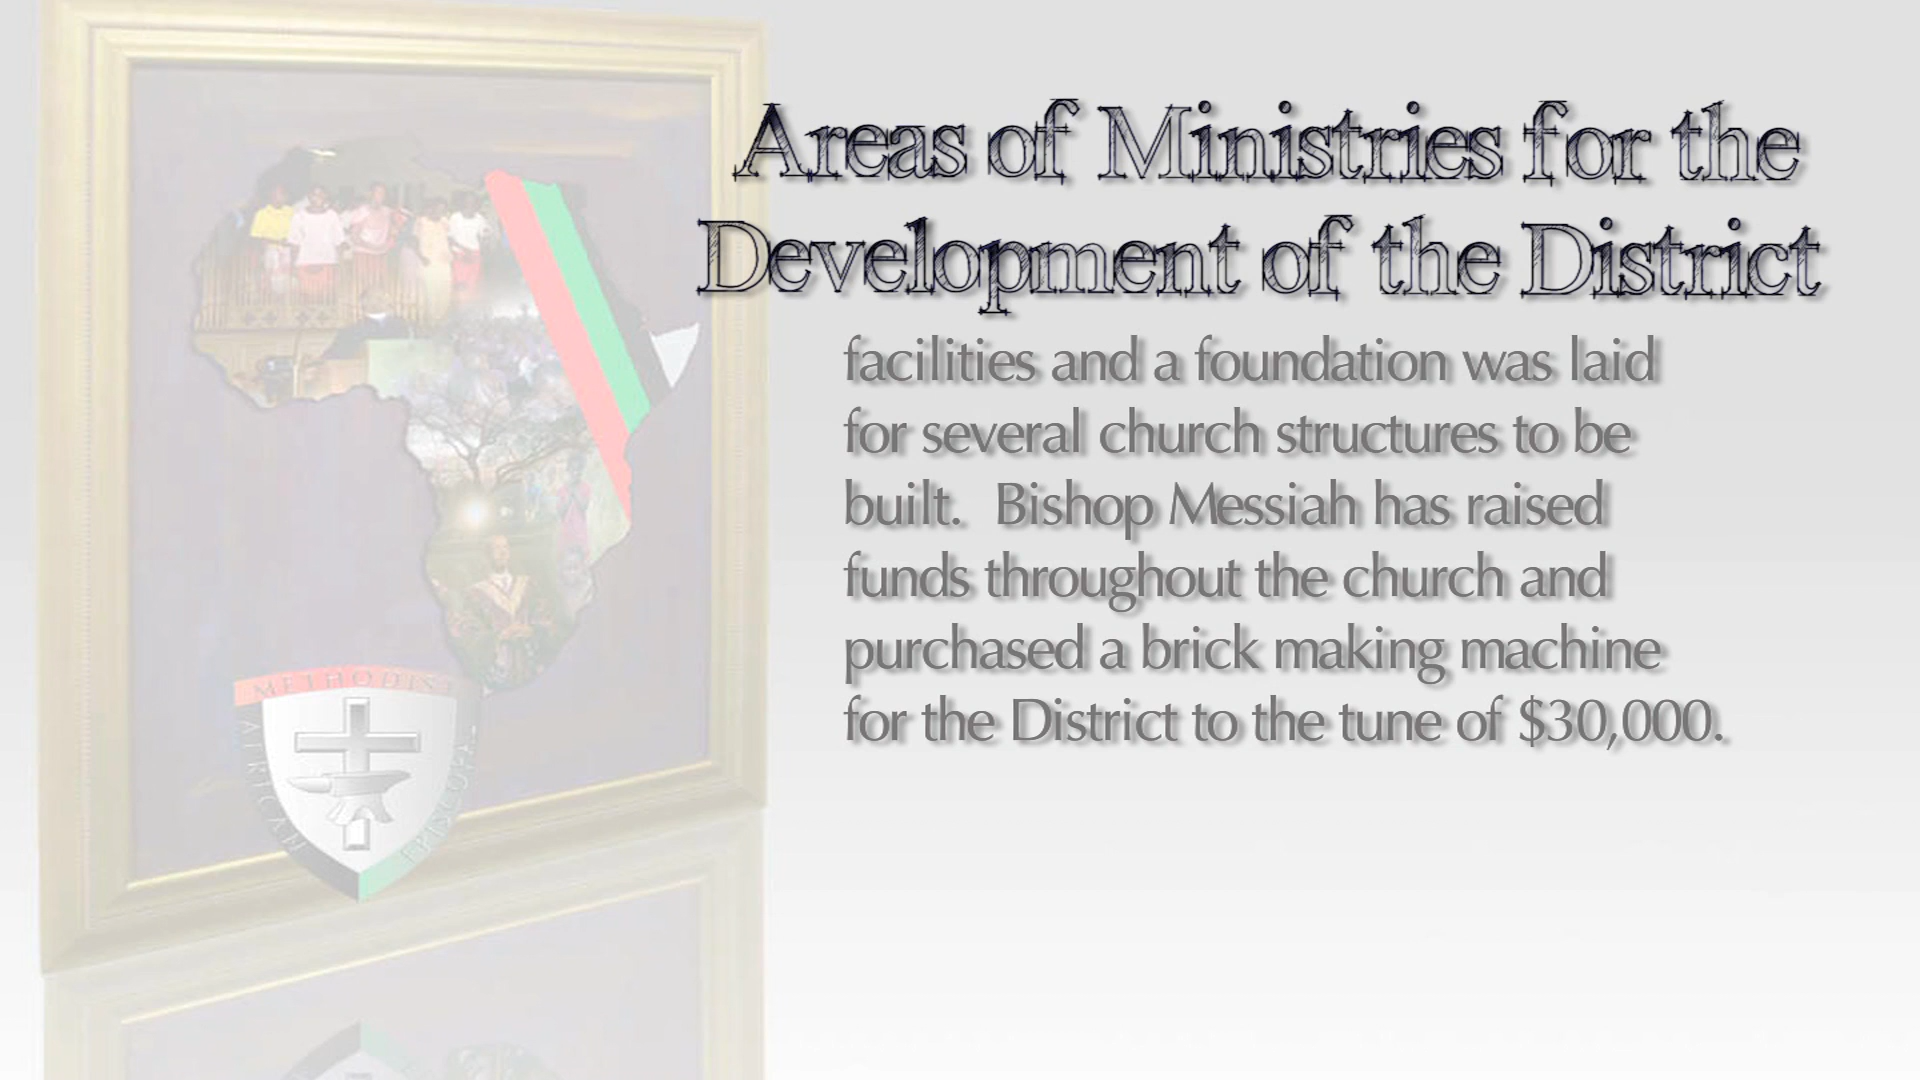 Areas of Ministries for the
Development of the District
facilities and a foundation was laid
for several church structures to be
built.  Bishop Messiah has raised
funds throughout the church and
purchased a brick making machine
for the District to the tune of $30,000.
METHODIST
AFRICAN
EPISCOPAL